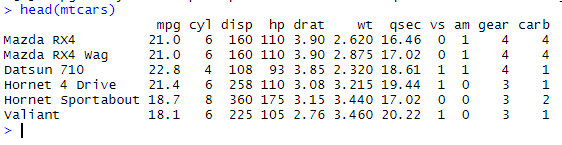 > head(mtcars)
                   mpg cyl disp  hp drat    wt  qsec vs am gear carb
Mazda RX4         21.0   6  160 110 3.90 2.620 16.46  0  1    4    4
Mazda RX4 Wag     21.0   6  160 110 3.90 2.875 17.02  0  1    4    4
Datsun 710        22.8   4  108  93 3.85 2.320 18.61  1  1    4    1
Hornet 4 Drive    21.4   6  258 110 3.08 3.215 19.44  1  0    3    1
Hornet Sportabout 18.7   8  360 175 3.15 3.440 17.02  0  0    3    2
Valiant           18.1   6  225 105 2.76 3.460 20.22  1  0    3    1
>